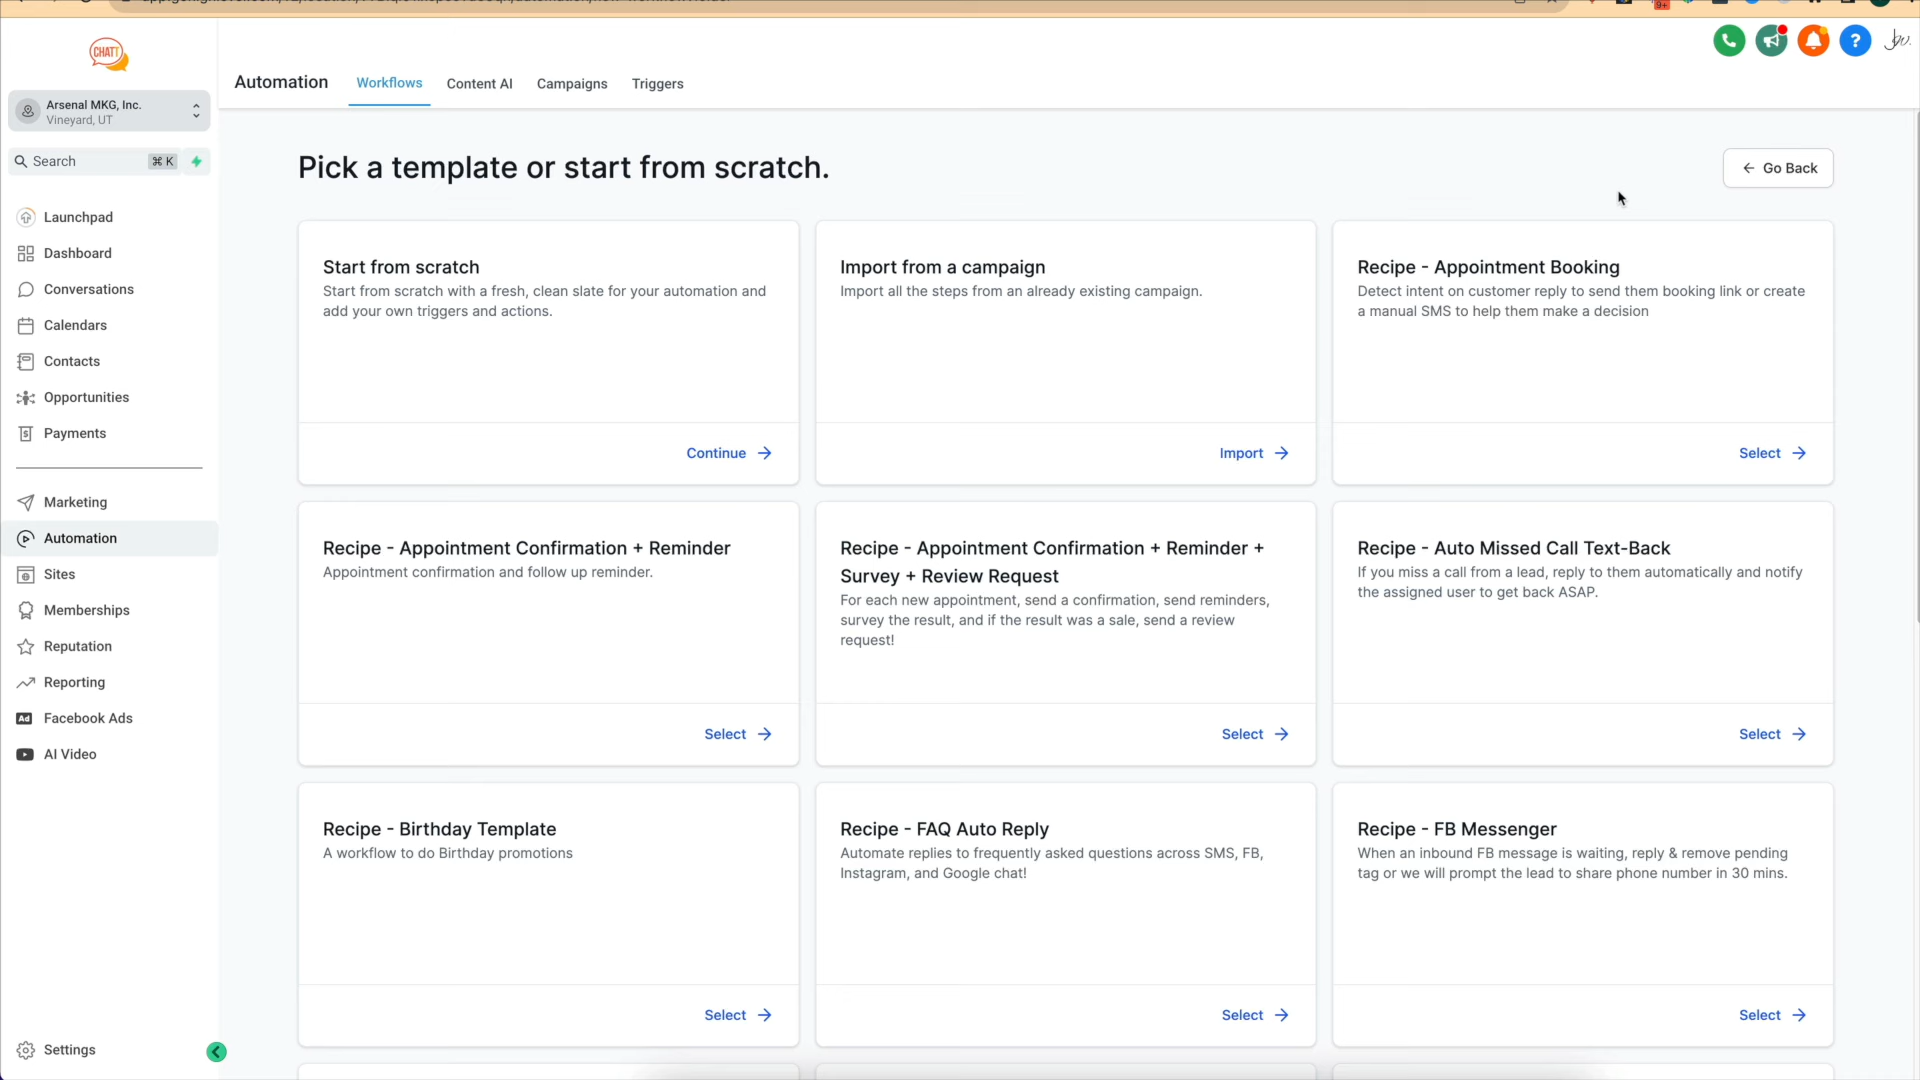 9+
CHATT
Arsenal MKG, Inc.
Vineyard, UT
Search
⌘ K
Launchpad
Dashboard
Conversations
Calendars
Contacts
Opportunities
Payments
Marketing
Automation
Sites
Memberships
Reputation
Reporting
Ad Facebook Ads
AI Video
Settings
Automation
Workflows
Content AI
Campaigns
Triggers
?
Pick a template or start from scratch.
Go Back
Start from scratch
Start from scratch with a fresh, clean slate for your automation and
add your own triggers and actions.
Continue
Import from a campaign
Import all the steps from an already existing campaign.
Import
Recipe - Appointment Booking
Detect intent on customer reply to send them booking link or create
a manual SMS to help them make a decision
Select
Recipe - Appointment Confirmation + Reminder
Appointment confirmation and follow up reminder.
Select
Recipe - Appointment Confirmation + Reminder +
Survey + Review Request
For each new appointment, send a confirmation, send reminders,
survey the result, and if the result was a sale, send a review
request!
Select
Recipe - Auto Missed Call Text-Back
If you miss a call from a lead, reply to them automatically and notify
the assigned user to get back ASAP.
Select
Recipe - Birthday Template
A workflow to do Birthday promotions
Select
Recipe - FAQ Auto Reply
Automate replies to frequently asked questions across SMS, FB,
Instagram, and Google chat!
Select
Recipe - FB Messenger
When an inbound FB message is waiting, reply & remove pending
tag or we will prompt the lead to share phone number in 30 mins.
Select